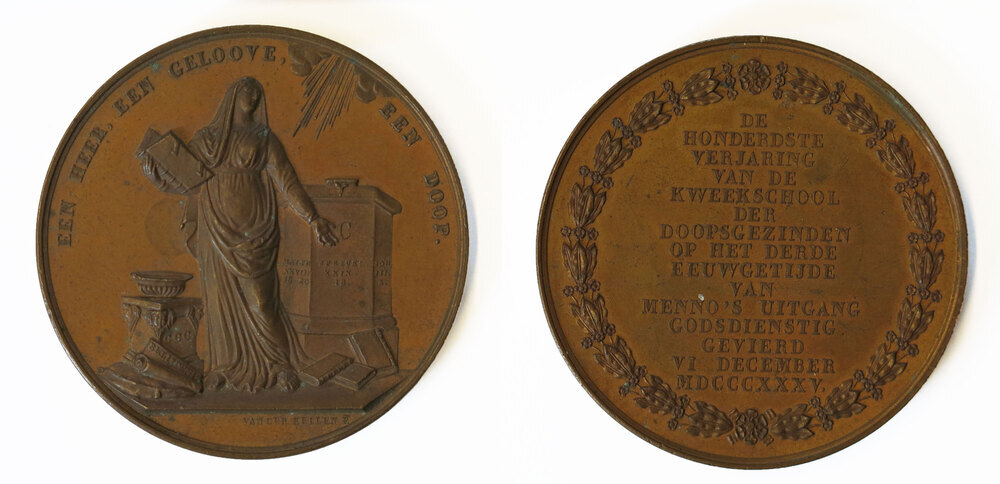 EEN HEER, EEN GELOOVE, EEN DOOP.
C
CCC
VAN DER KELLEN F.
DE
HONDERDSTE
VERJARING
VAN DE
KWEEKSCHOOL
DER
DOOPSGEZINDEN
OP HET DERDE
EEUWGETIJDE
VAN
MENNO'S UITGANG
GODSDIENSTIG
GEVIERD
VI DECEMBER
MDCCCXXXV.